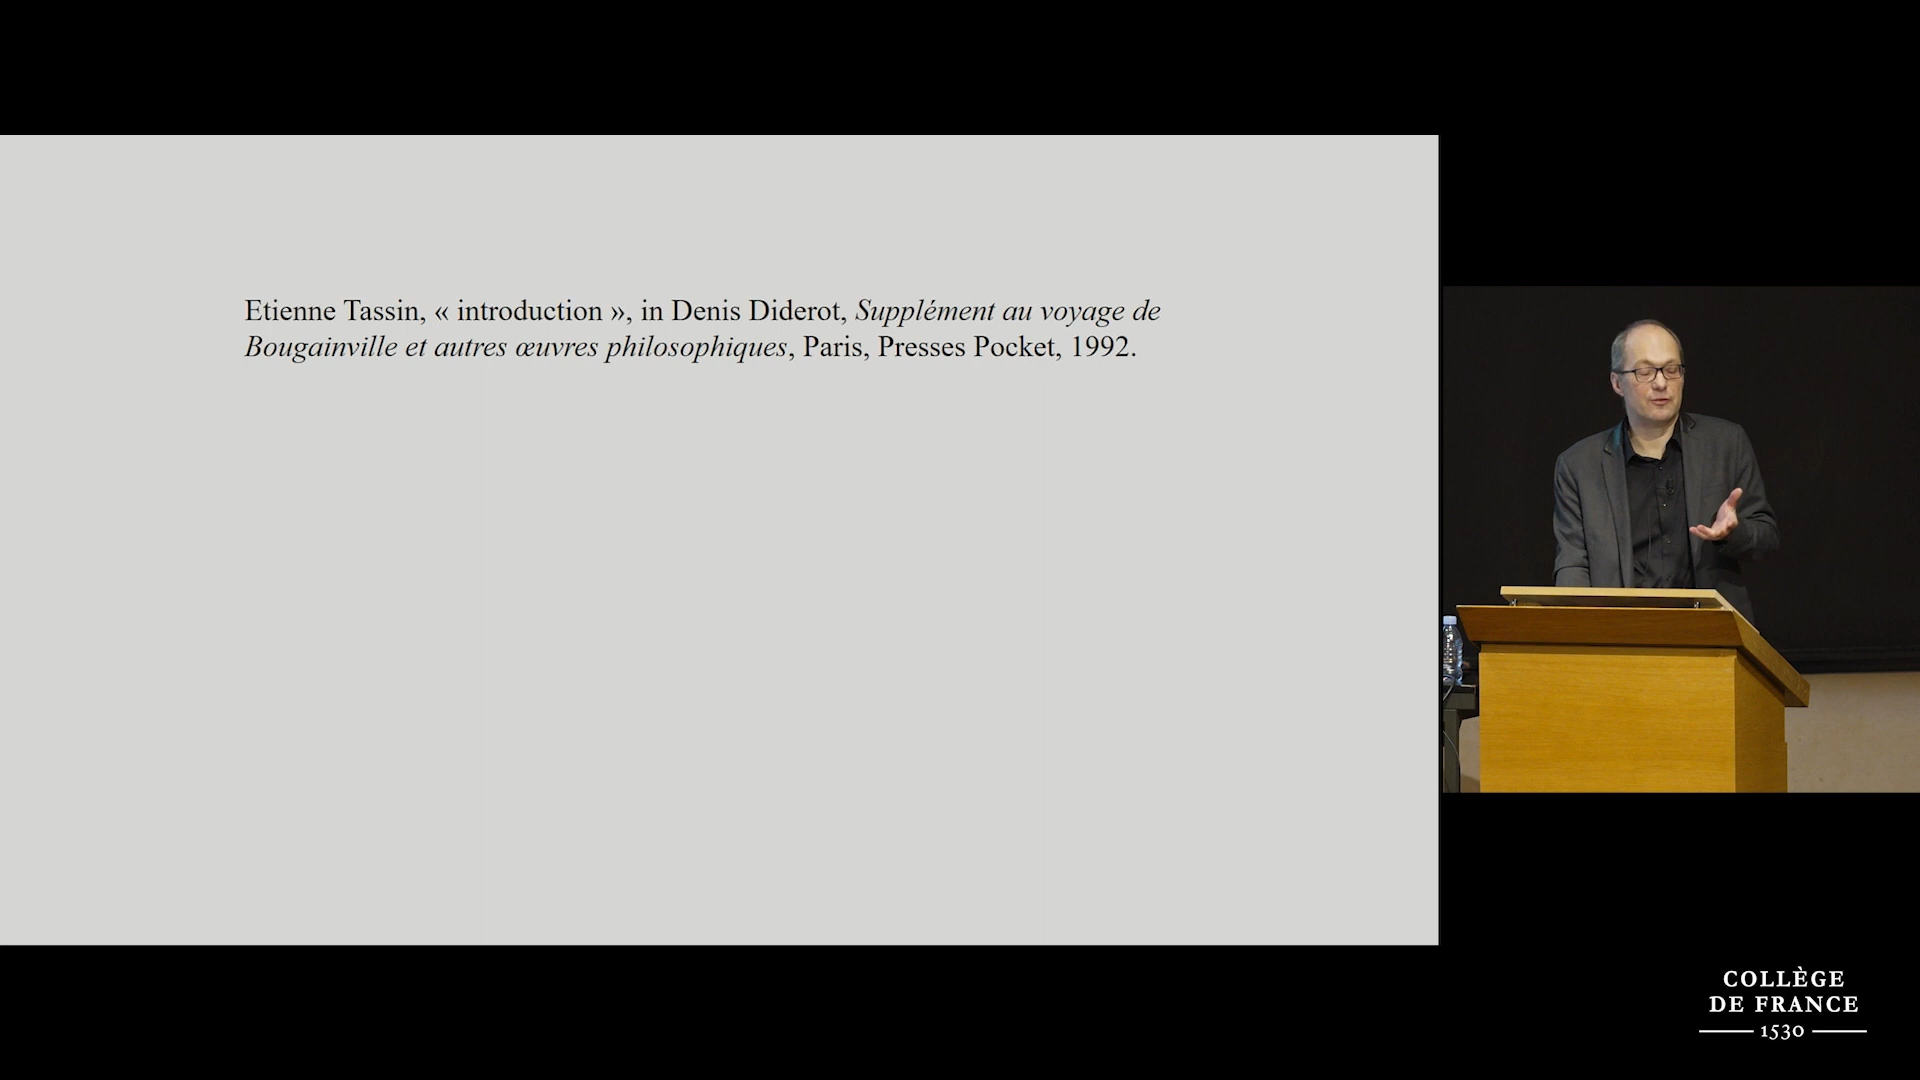 Etienne Tassin, « introduction », in Denis Diderot, Supplément au voyage de
Bougainville et autres œuvres philosophiques, Paris, Presses Pocket, 1992.
COLLÈGE
DE FRANCE
1530